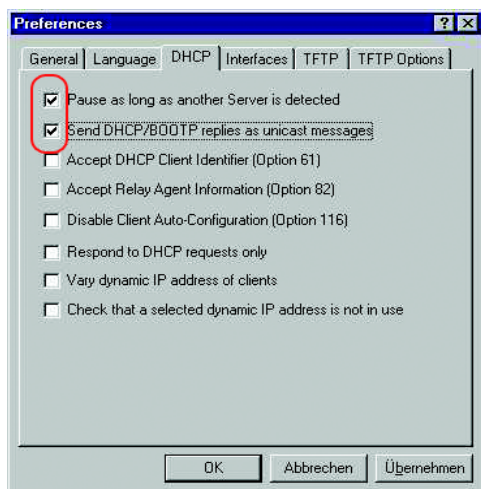 Preferences
General Language DHCP Interfaces TFTP TFTP Options
Pause as long as another Server is detected
Send DHCP/BOOTP replies as unicast messages
Accept DHCP Client Identifier (Option 61)
Accept Relay Agent Information (Option 82)
Disable Client Auto-Configuration (Option 116)
Respond to DHCP requests only
Vary dynamic IP address of clients
Check that a selected dynamic IP address is not in use
OK Abbrechen Übernehmen